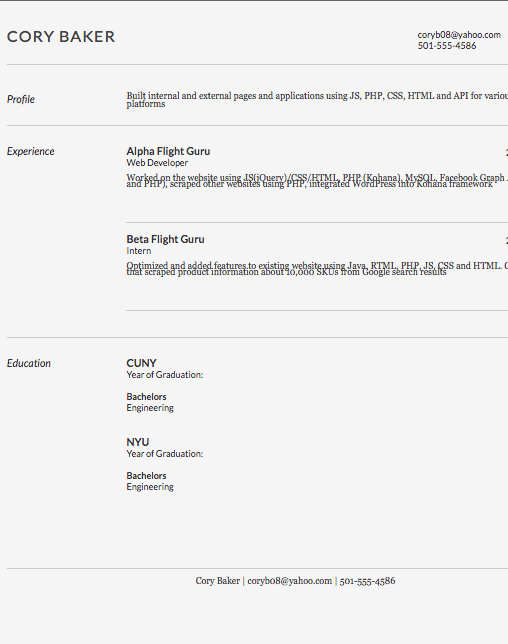 CORY BAKER
coryb08@yahoo.com
501-555-4586
Profile
Built internal and external pages and applications using JS, PHP, CSS, HTML and API for
platforms
Experience
Alpha Flight Guru
Web Developer
Worked on the website using JS(jQuery)/CSS/HTML, PHP (Kohana), MySQL, Facebook Graph
and PHP), scraped other websites using PHP, integrated WordPress into Kohana framework
Beta Flight Guru
Intern
Optimized and added features to existing website using Java, RTML, PHP, JS, CSS and HTML.
that scraped product information about 10,000 SKUs from Google search results
Education
CUNY
Year of Graduation:
Bachelors
Engineering
NYU
Year of Graduation:
Bachelors
Engineering
Cory Baker | coryb08@yahoo.com | 501-555-4586